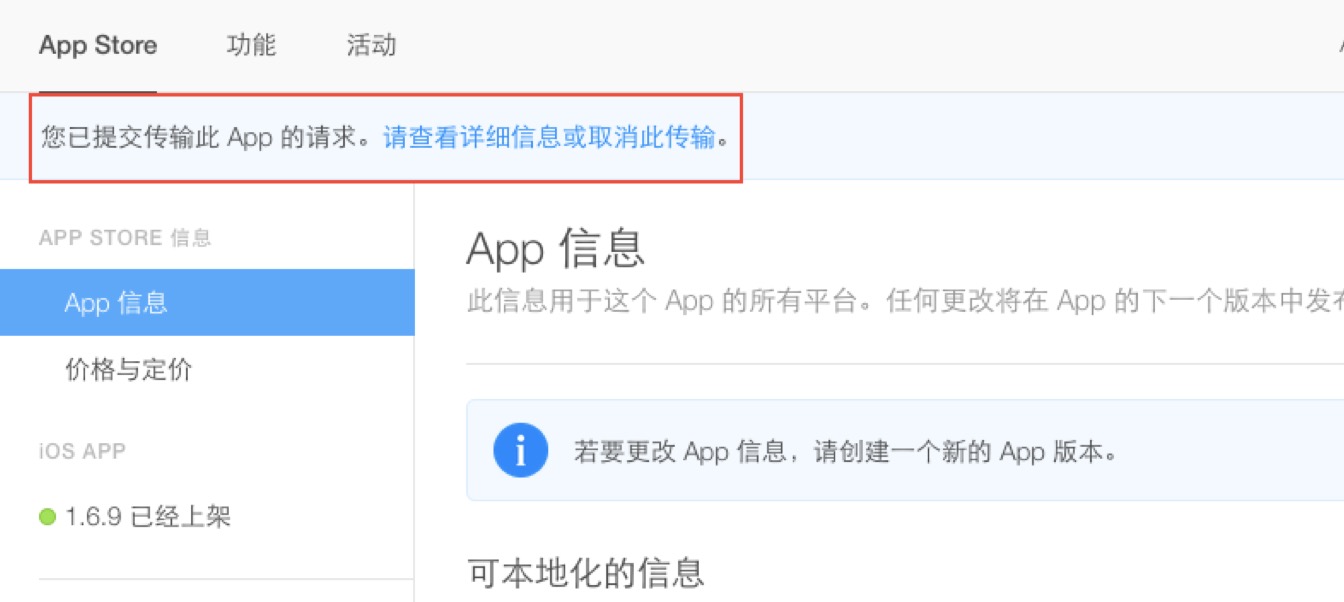 App Store 功能 活动
您已提交传输此 App 的请求。请查看详细信息或取消此传输。
APP STORE 信息
App 信息
价格与定价
iOS APP
1.6.9 已经上架
App 信息
此信息用于这个 App 的所有平台。任何更改将在 App 的下一个版本中发
若要更改 App 信息，请创建一个新的 App 版本。
可本地化的信息